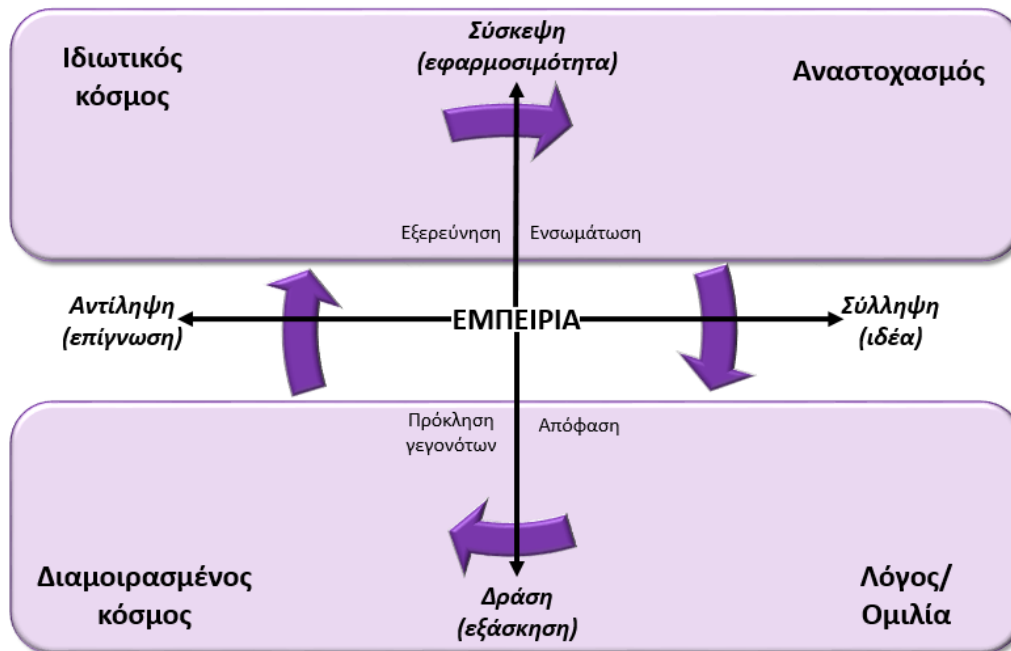 Ιδιωτικός
κόσμος
Σύσκεψη
(εφαρμοσιμότητα)
Αναστοχασμός
Εξερεύνηση
Ενσωμάτωση
Αντίληψη
(επίγνωση)
ΕΜΠΕΙΡΙΑ
Σύλληψη
(ιδέα)
Πρόκληση
γεγονότων
Απόφαση
Διαμοιρασμένος
κόσμος
Δράση
(εξάσκηση)
Λόγος/
Ομιλία